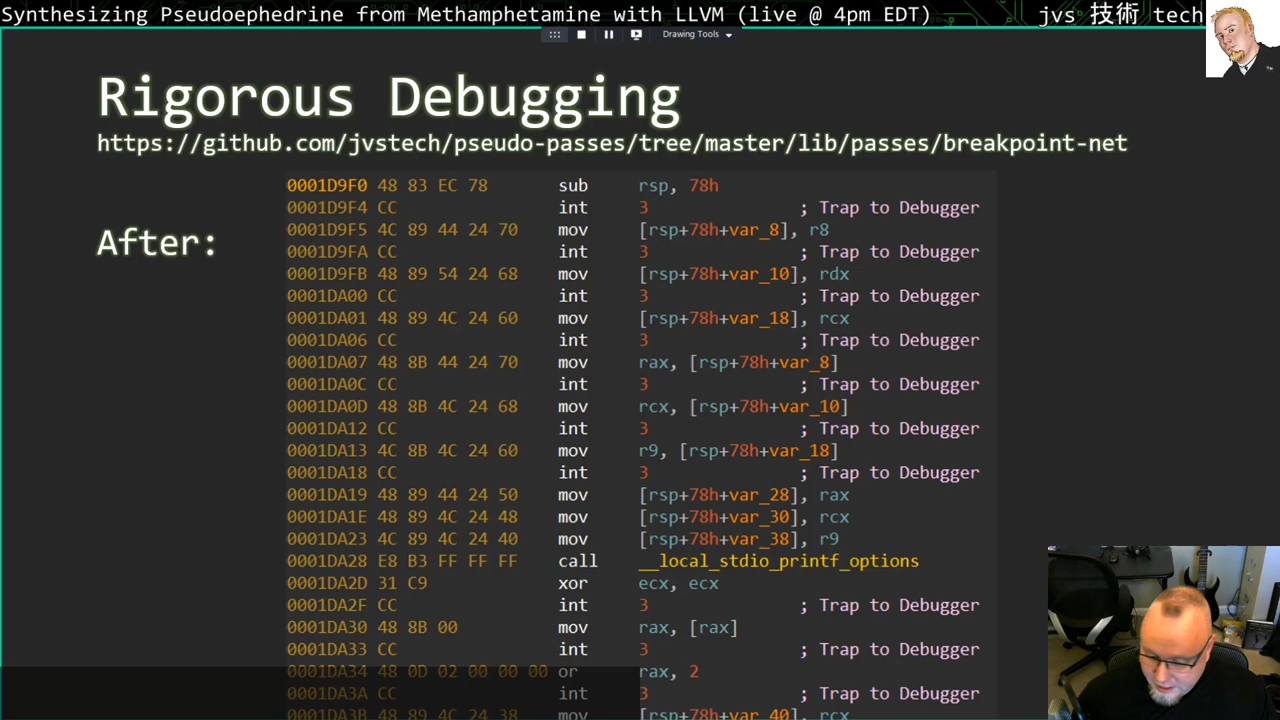 Synthesizing Pseudoephedrine from Methamphetamine with LLVM (live @ 4pm EDT)
jvs 技術 tech
Drawing Tools
Rigorous Debugging
https://github.com/jvstech/pseudo-passes/tree/master/lib/passes/breakpoint-net
After:
0001D9F0 48 83 EC 78 sub rsp, 78h
0001D9F4 CC int 3 ; Trap to Debugger
0001D9F5 4C 89 44 24 70 mov [rsp+78h+var_8], r8
0001D9FA CC int 3 ; Trap to Debugger
0001D9FB 48 89 54 24 68 mov [rsp+78h+var_10], rdx
0001DA00 CC int 3 ; Trap to Debugger
0001DA01 48 89 4C 24 60 mov [rsp+78h+var_18], rcx
0001DA06 CC int 3 ; Trap to Debugger
0001DA07 48 8B 44 24 70 mov rax, [rsp+78h+var_8]
0001DA0C CC int 3 ; Trap to Debugger
0001DA0D 48 8B 4C 24 68 mov rcx, [rsp+78h+var_10]
0001DA12 CC int 3 ; Trap to Debugger
0001DA13 4C 8B 4C 24 60 mov r9, [rsp+78h+var_18]
0001DA18 CC int 3 ; Trap to Debugger
0001DA19 48 89 44 24 50 mov [rsp+78h+var_28], rax
0001DA1E 48 89 4C 24 48 mov [rsp+78h+var_30], rcx
0001DA23 4C 89 4C 24 40 mov [rsp+78h+var_38], r9
0001DA28 E8 B3 FF FF FF call __local_stdio_printf_options
0001DA2D 31 C9 xor ecx, ecx
0001DA2F CC int 3 ; Trap to Debugger
0001DA30 48 8B 00 mov rax, [rax]
0001DA33 CC int 3 ; Trap to Debugger
0001DA34 48 0D 02 00 00 00 or rax, 2
0001DA3A CC int 3 ; Trap to Debugger
0001DA3B 48 89 4C 24 38 mov [rsp+78h+var_40], rcx